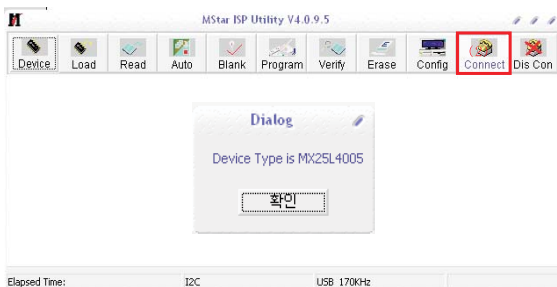 M MStar ISP Utility V4.0.9.5
Device Load Read Auto Blank Program Verify Erase Config Connect Dis Con
Dialog
Device Type is MX25L4005
확인
Elapsed Time: I2C USB 170KHz